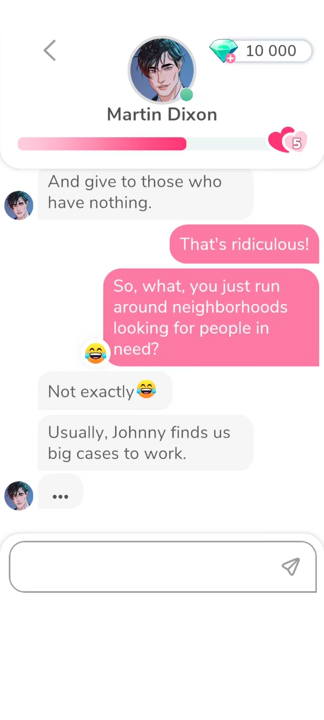 10 000
Martin Dixon
5
And give to those who
have nothing.
That's ridiculous!
So, what, you just run
around neighborhoods
looking for people in
need?
Not exactly😂
Usually, Johnny finds us
big cases to work.
...